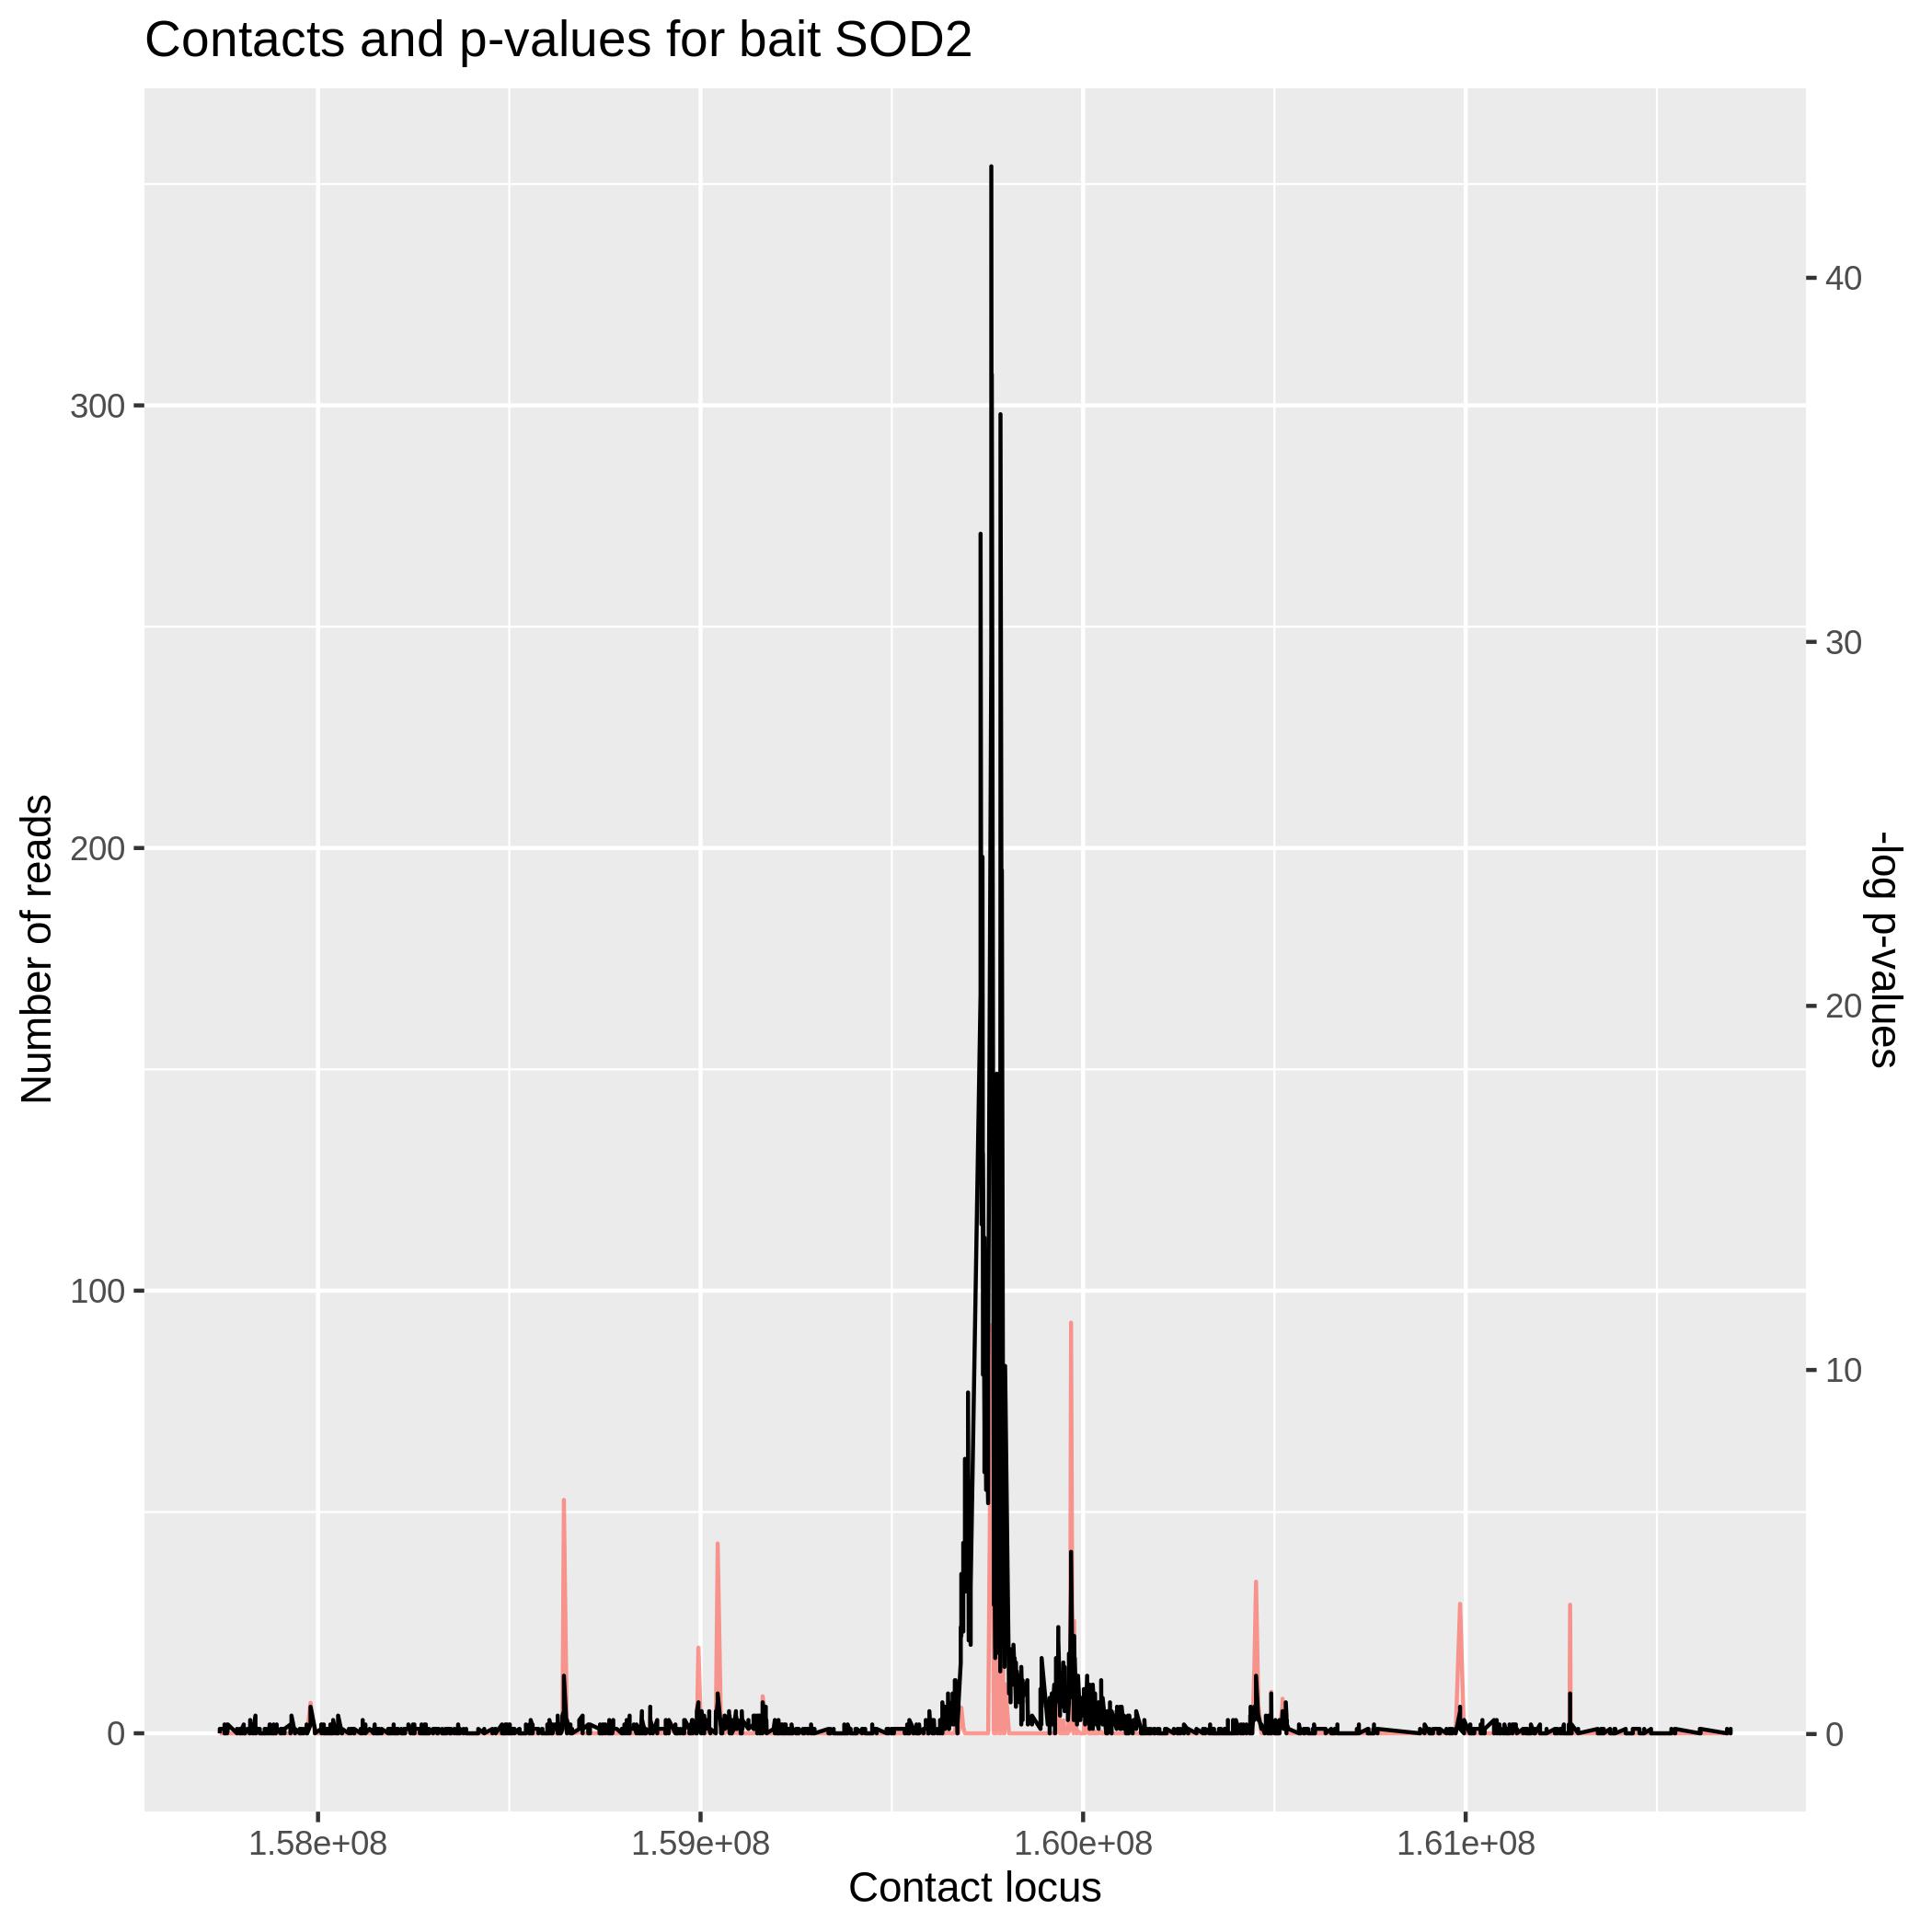 Contacts and p-values for bait SOD2
Number of reads
300
200
100
0
40
30
20
10
0
-log p-values
1.58e+08 1.59e+08 1.60e+08 1.61e+08
Contact locus